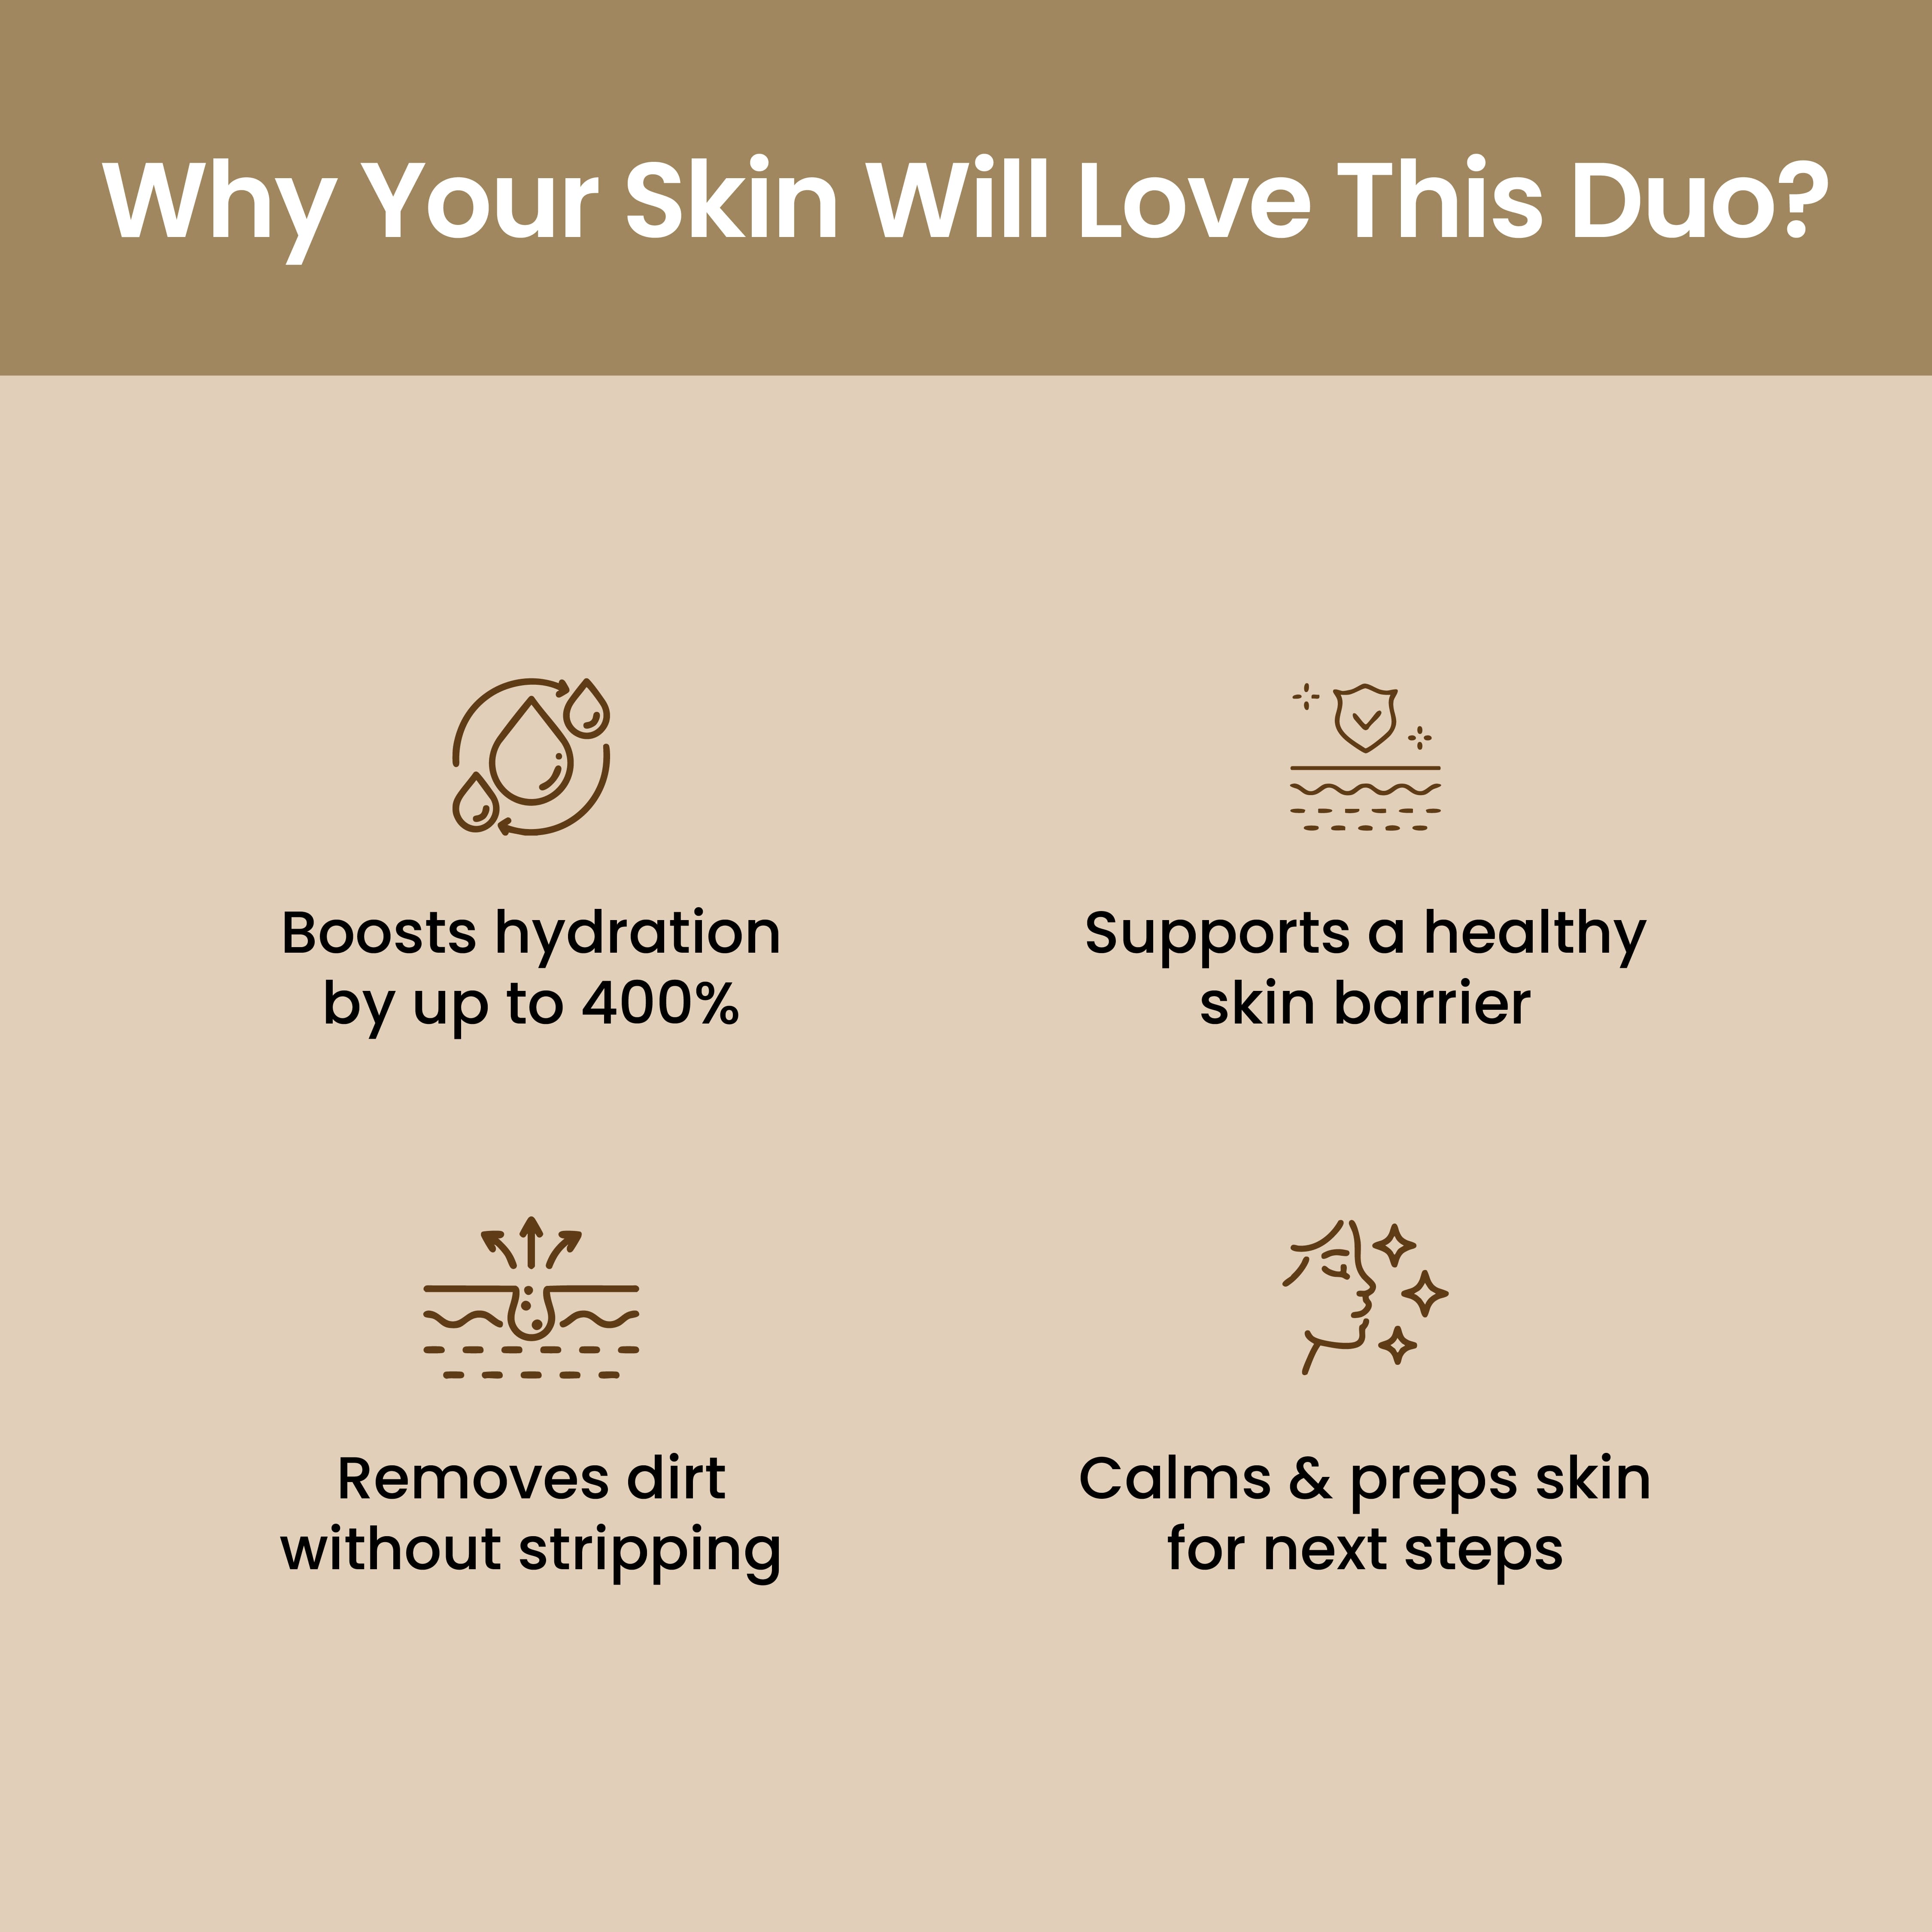 Why Your Skin Will Love This Duo?
Boosts hydration
by up to 400%
Supports a healthy
skin barrier
Removes dirt
without stripping
Calms & preps skin
for next steps